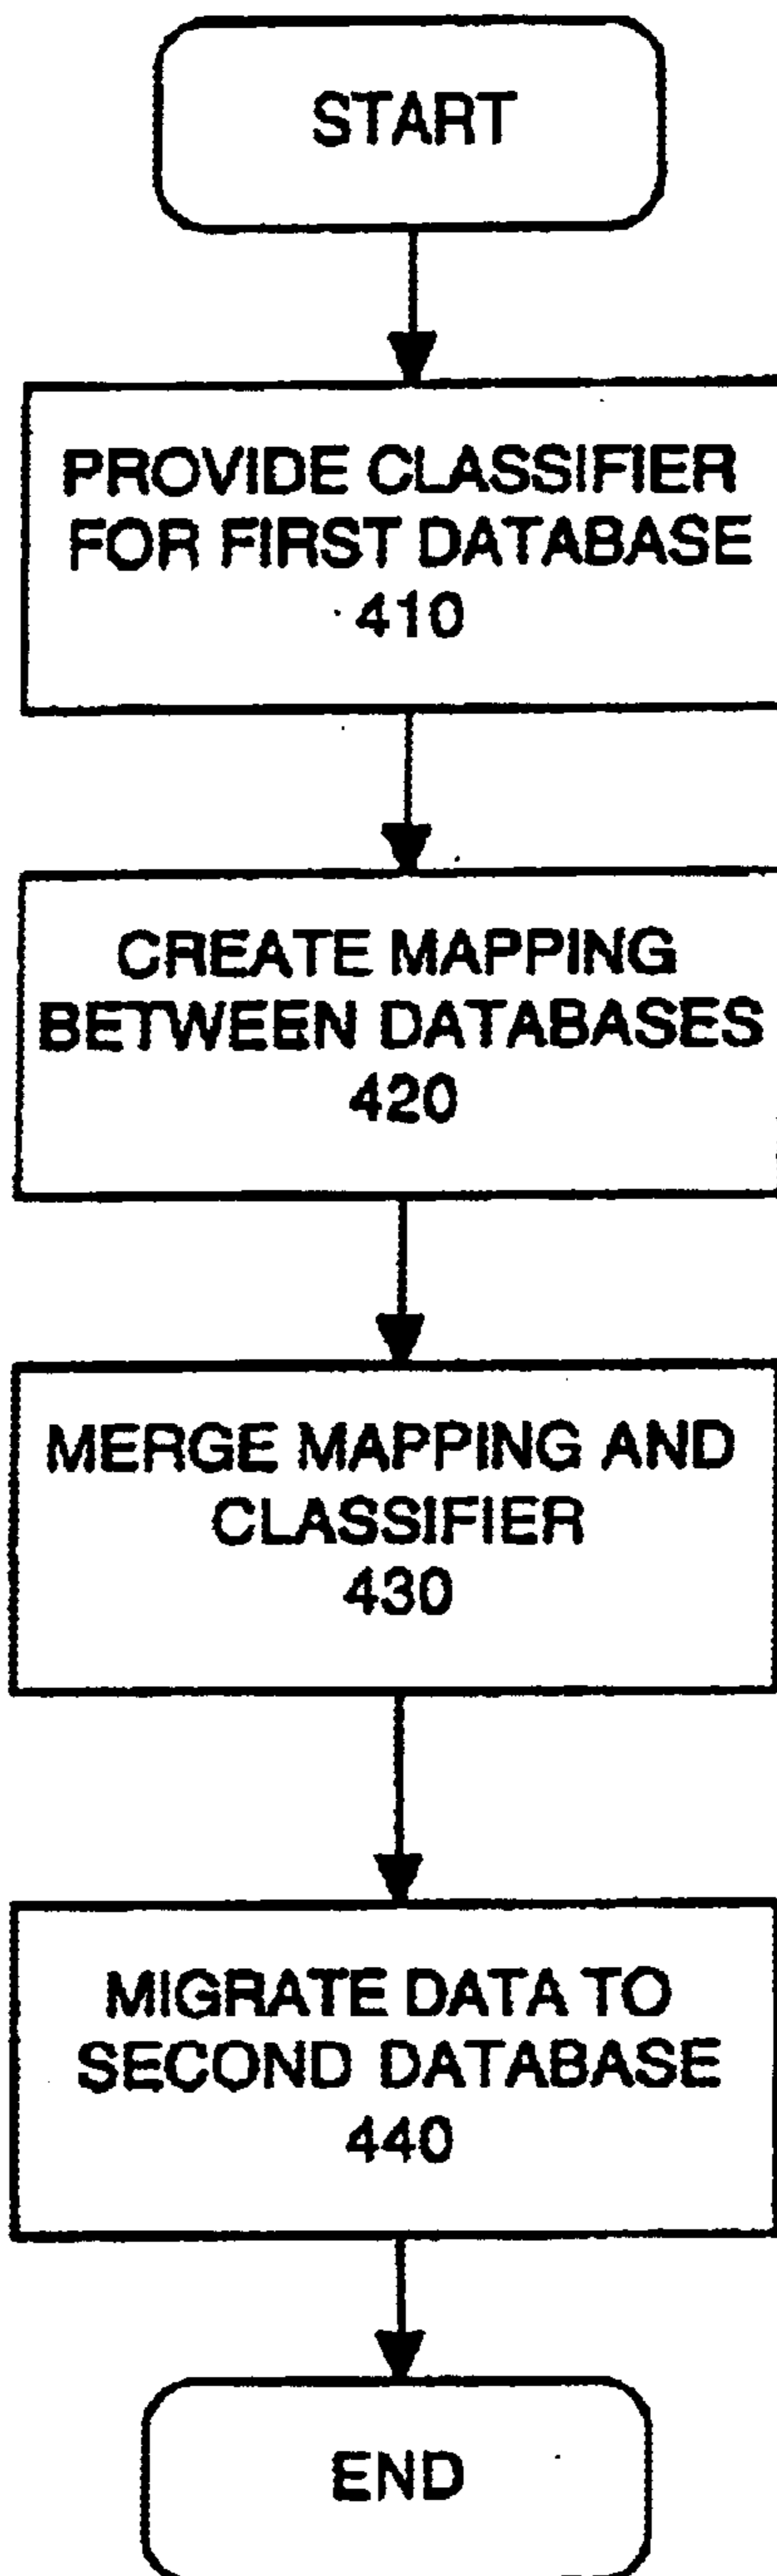 START
PROVIDE CLASSIFIER
FOR FIRST DATABASE
410
CREATE MAPPING
BETWEEN DATABASES
420
MERGE MAPPING AND
CLASSIFIER
430
MIGRATE DATA TO
SECOND DATABASE
440
END